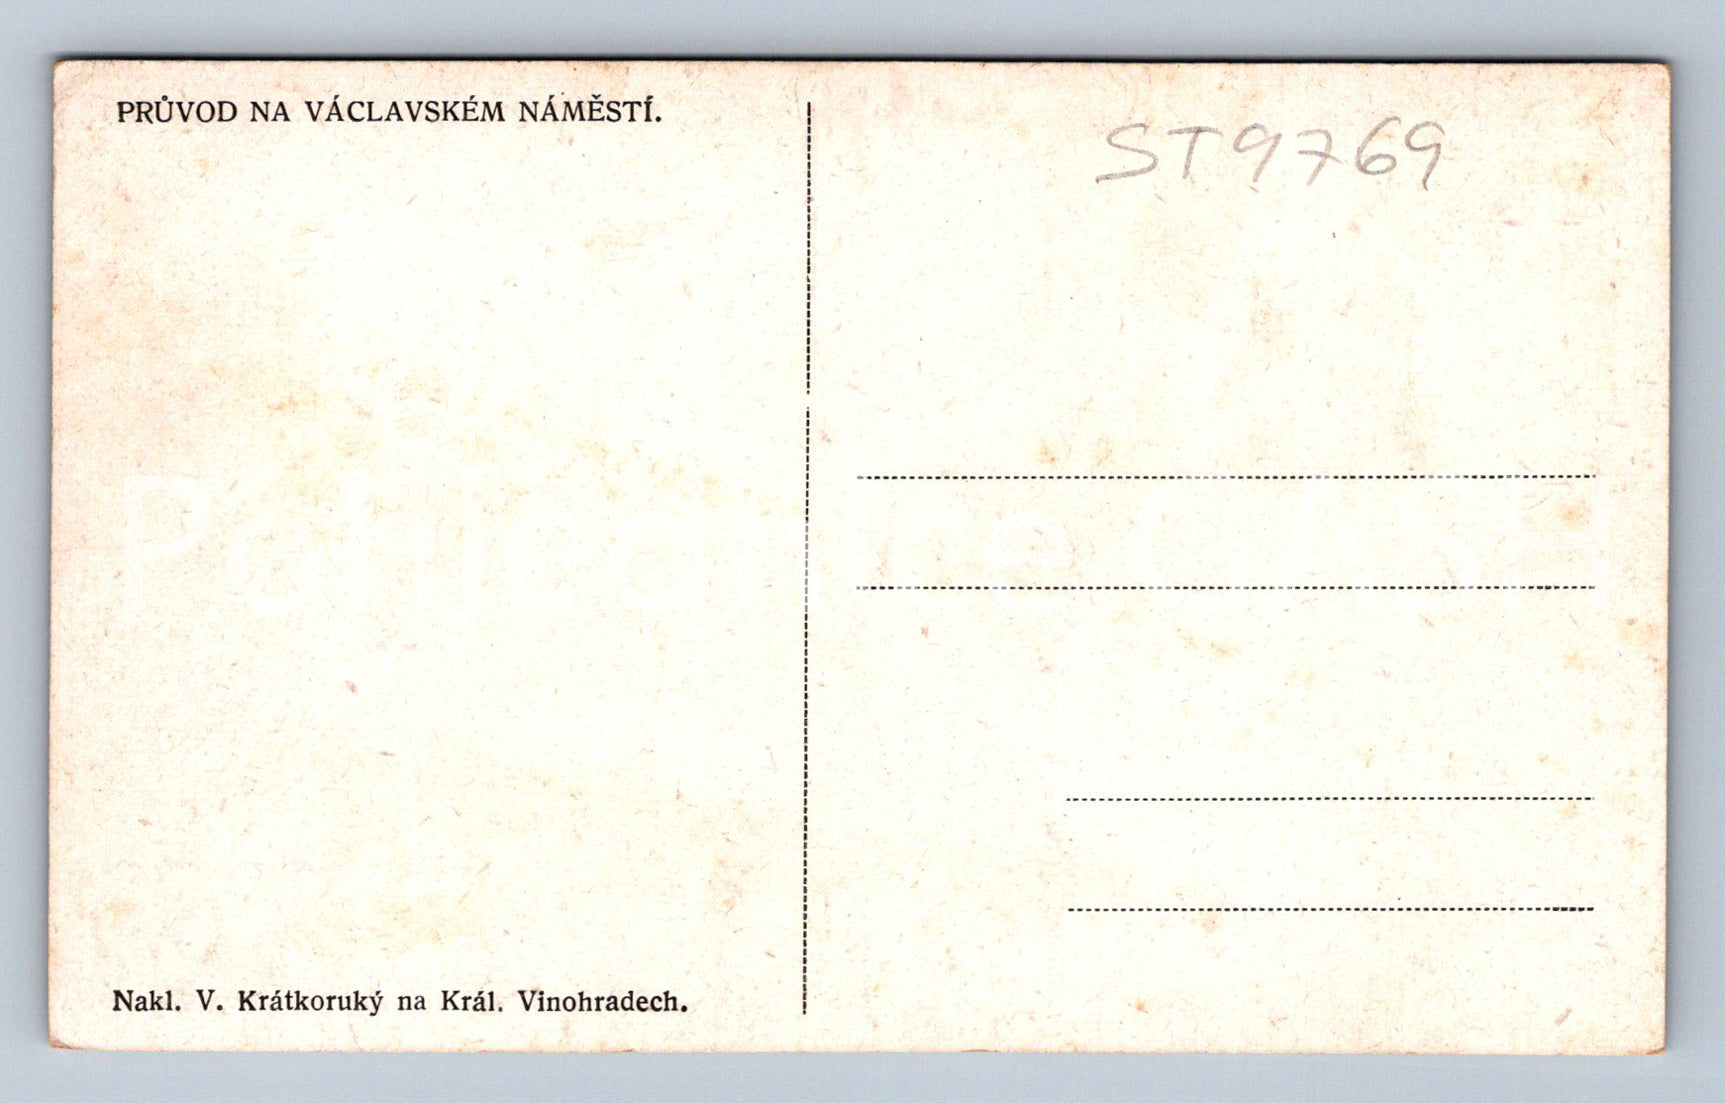 PRŮVOD NA VÁCLAVSKÉM NÁMĚSTÍ.
ST9769
Nakl. V. Krátkoruký na Král. Vinohradech.